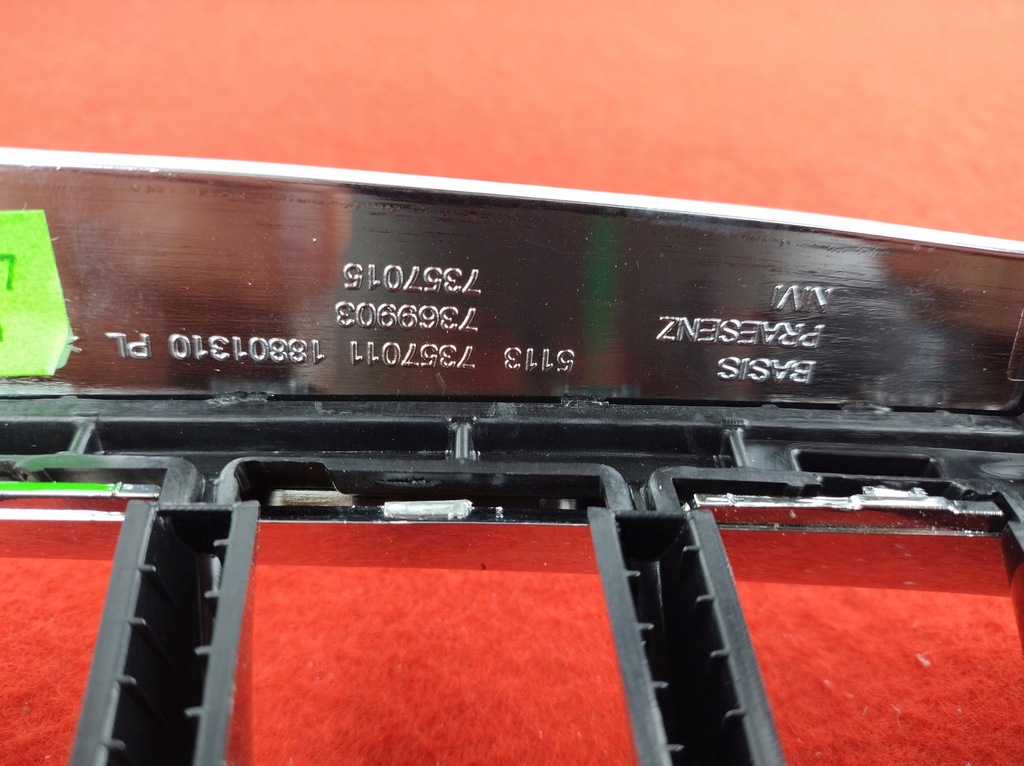 BASIS
PRAESENZ
5113 7357011 18801310 PL
7369903
7357015